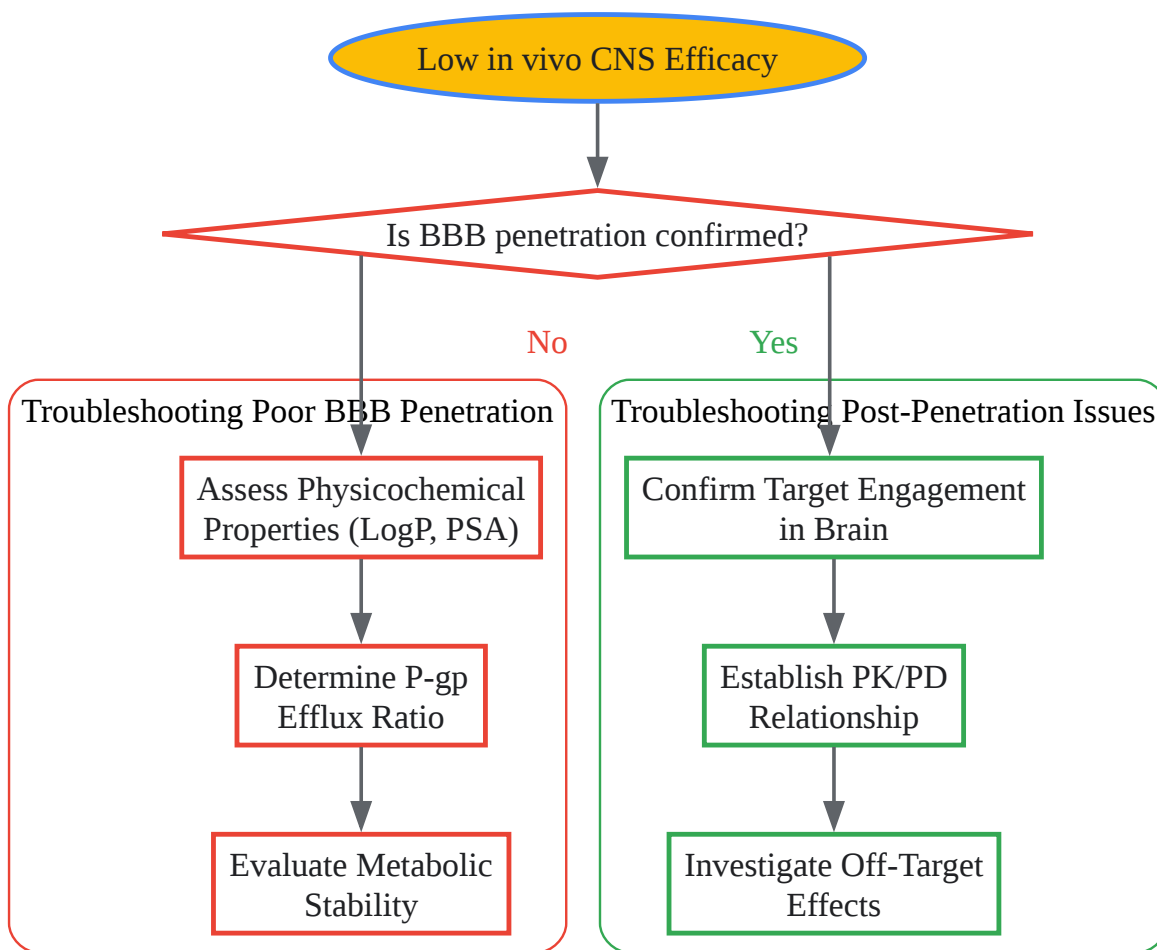 Low in vivo CNS Efficacy
Is BBB penetration confirmed?
No
Yes
Troubleshooting Poor BBB Penetration
Assess Physicochemical
Properties (LogP, PSA)
Determine P-gp
Efflux Ratio
Evaluate Metabolic
Stability
Troubleshooting Post-Penetration Issues
Confirm Target Engagement
in Brain
Establish PK/PD
Relationship
Investigate Off-Target
Effects